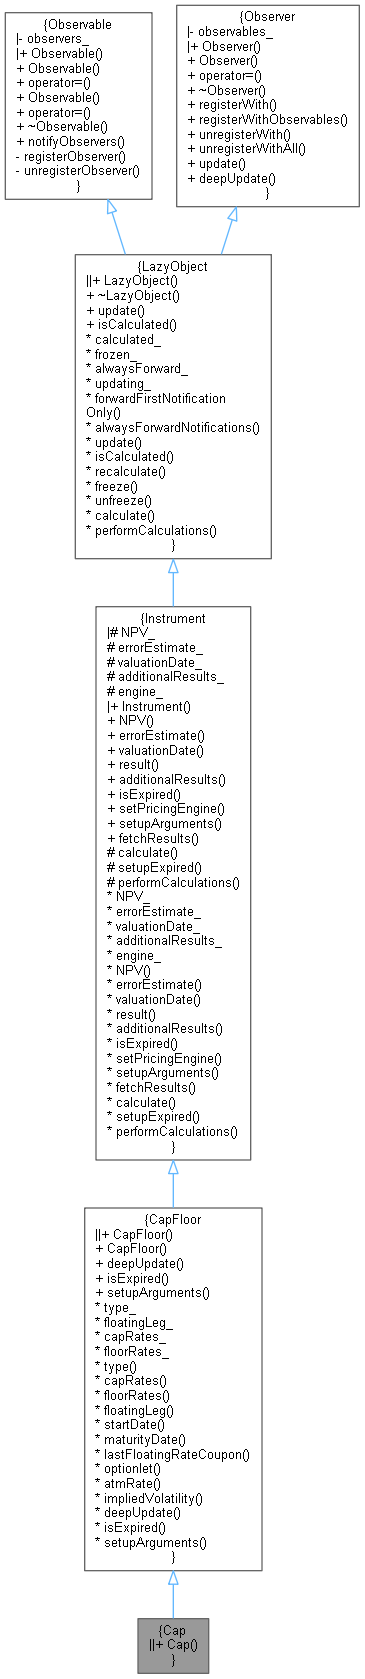 {Observable
|- observers_
|+ Observable()
+ Observable()
+ operator=()
+ Observable()
+ operator=()
+ ~Observable()
+ notifyObservers()
- registerObserver()
- unregisterObserver()
}
{Observer
|- observables_
|+ Observer()
+ Observer()
+ operator=()
+ ~Observer()
+ registerWith()
+ registerWithObservables()
+ unregisterWith()
+ unregisterWithAll()
+ update()
+ deepUpdate()
}
{LazyObject
||+ LazyObject()
+ ~LazyObject()
+ update()
+ isCalculated()
* calculated_
* frozen_
* alwaysForward_
* updating_
* forwardFirstNotification
Only()
* alwaysForwardNotifications()
* update()
* isCalculated()
* recalculate()
* freeze()
* unfreeze()
* calculate()
* performCalculations()
}
{Instrument
|# NPV_
# errorEstimate_
# valuationDate_
# additionalResults_
# engine_
|+ Instrument()
+ NPV()
+ errorEstimate()
+ valuationDate()
+ result()
+ additionalResults()
+ isExpired()
+ setPricingEngine()
+ setupArguments()
+ fetchResults()
# calculate()
# setupExpired()
# performCalculations()
* NPV_
* errorEstimate_
* valuationDate_
* additionalResults_
* engine_
* NPV()
* errorEstimate()
* valuationDate()
* result()
* additionalResults()
* isExpired()
* setPricingEngine()
* setupArguments()
* fetchResults()
* calculate()
* setupExpired()
* performCalculations()
}
{CapFloor
||+ CapFloor()
+ CapFloor()
+ deepUpdate()
+ isExpired()
+ setupArguments()
* type_
* floatingLeg_
* capRates_
* floorRates_
* type()
* capRates()
* floorRates()
* floatingLeg()
* startDate()
* maturityDate()
* lastFloatingRateCoupon()
* optionlet()
* atmRate()
* impliedVolatility()
* deepUpdate()
* isExpired()
* setupArguments()
}
{Cap
||+ Cap()
}